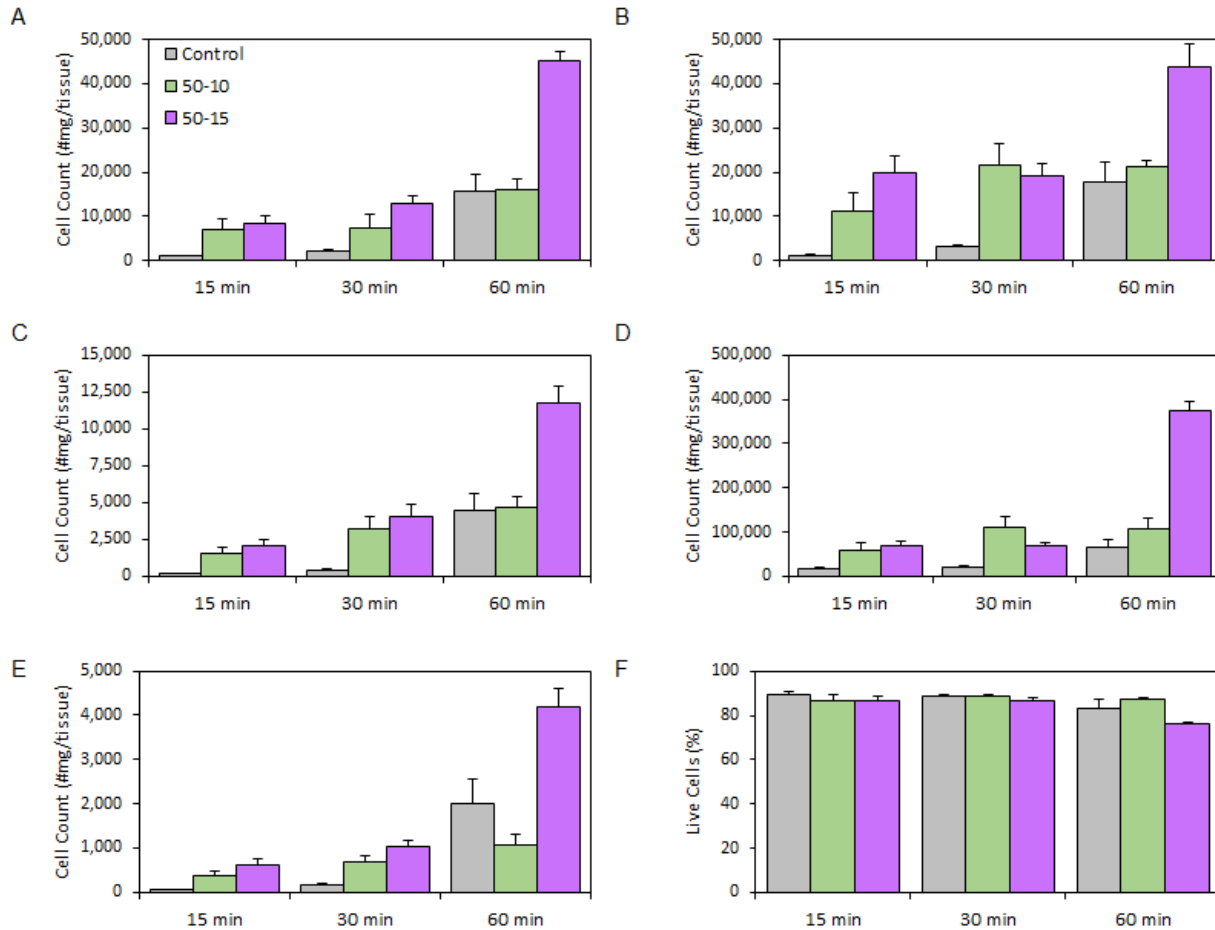 A
50,000
40,000
30,000
20,000
10,000
0
Cell Count (#mg/tissue)
Control
50-10
50-15
15 min 30 min 60 min
B
50,000
40,000
30,000
20,000
10,000
0
Cell Count (#mg/tissue)
15 min 30 min 60 min
C
15,000
12,500
10,000
7,500
5,000
2,500
0
Cell Count (#mg/tissue)
15 min 30 min 60 min
D
500,000
400,000
300,000
200,000
100,000
0
Cell Count (#mg/tissue)
15 min 30 min 60 min
E
5,000
4,000
3,000
2,000
1,000
0
Cell Count (#mg/tissue)
15 min 30 min 60 min
F
100
80
60
40
20
0
Live Cells (%)
15 min 30 min 60 min